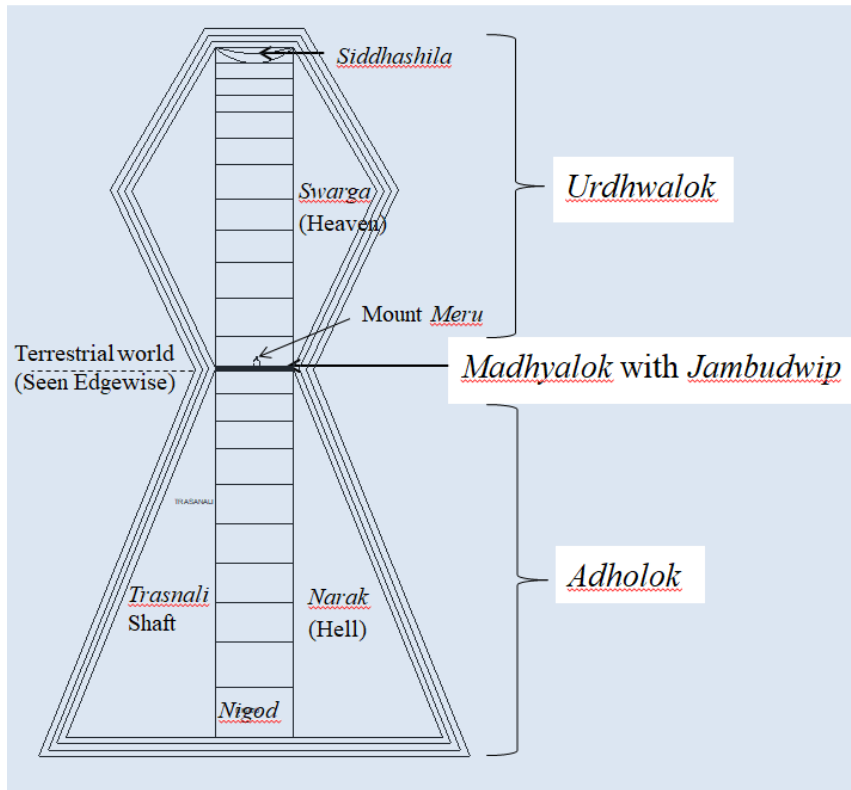 Siddhashila
Urdhwalok
Swarga
(Heaven)
Mount Meru
Terrestrial world
(Seen Edgewise)
Madhyalok with Jambudwip
TRASANALI
Adholok
Trasnali
Shaft
Narak
(Hell)
Nigod